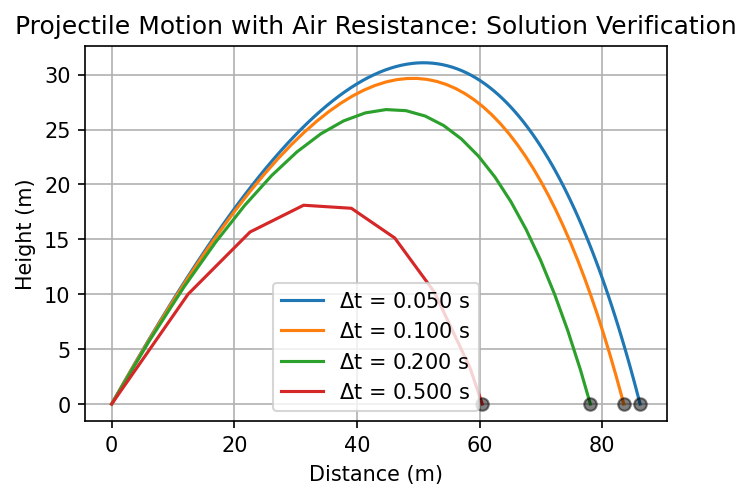 Projectile Motion with Air Resistance: Solution Verification
30
25
20
15
10
5
0
Height (m)
Δt = 0.050 s
Δt = 0.100 s
Δt = 0.200 s
Δt = 0.500 s
0 20 40 60 80
Distance (m)